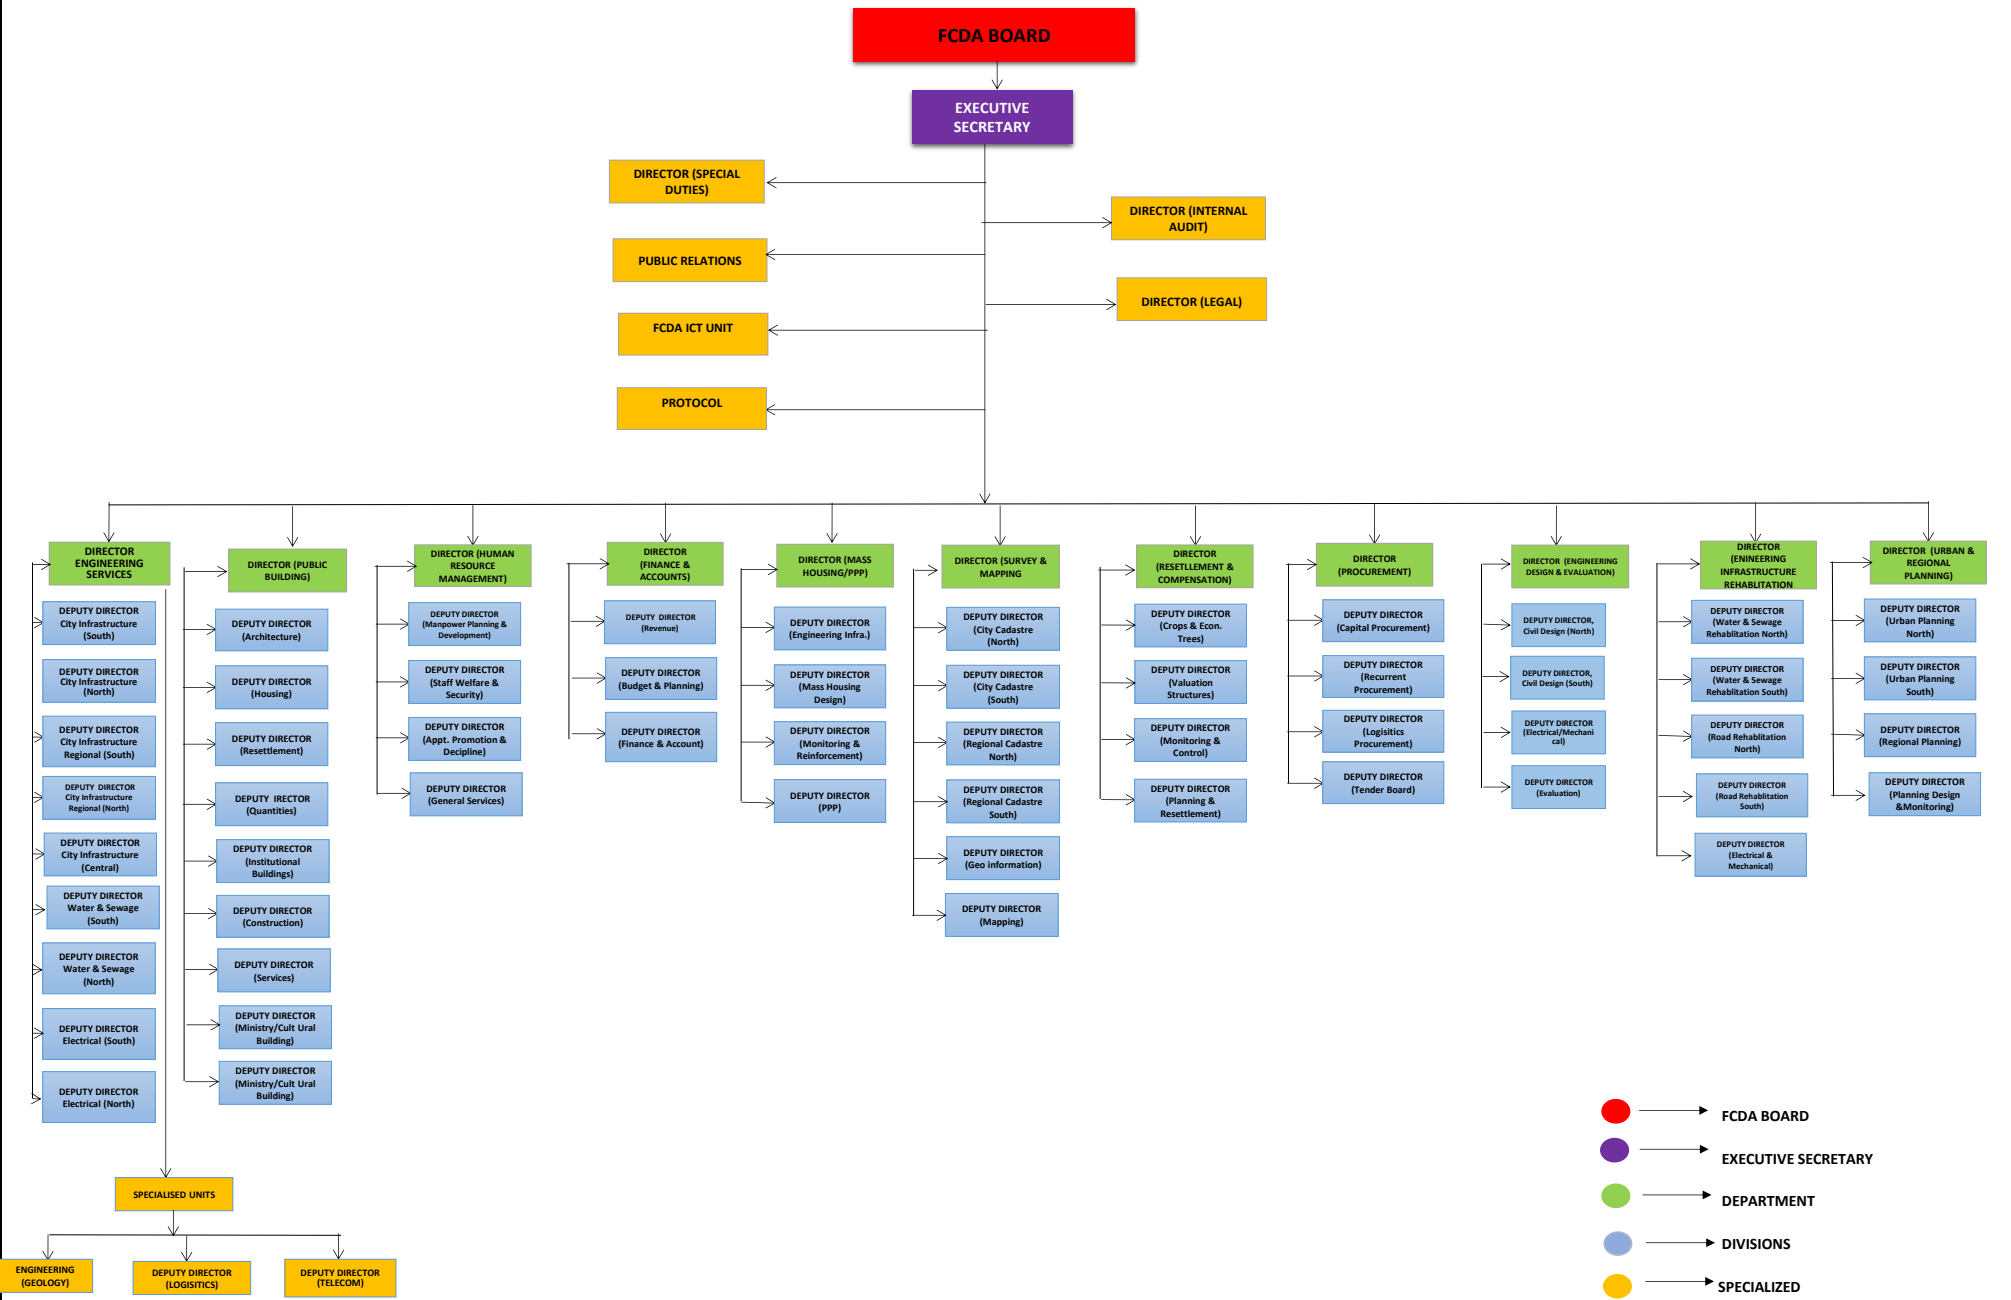 FCDA BOARD
EXECUTIVE
SECRETARY
DIRECTOR (SPECIAL
DUTIES)
DIRECTOR (INTERNAL
AUDIT)
PUBLIC RELATIONS
DIRECTOR (LEGAL)
FCDA ICT UNIT
PROTOCOL
DIRECTOR
ENGINEERING
SERVICES
DEPUTY DIRECTOR
City Infrastructure
(South)
DEPUTY DIRECTOR
City Infrastructure
(North)
DEPUTY DIRECTOR
City Infrastructure
Regional (South)
DEPUTY DIRECTOR
City Infrastructure
Regional (North)
DEPUTY DIRECTOR
City Infrastructure
(Central)
DEPUTY DIRECTOR
Water & Sewage
(South)
DEPUTY DIRECTOR
Water & Sewage
(North)
DEPUTY DIRECTOR
Electrical (South)
DEPUTY DIRECTOR
Electrical (North)
SPECIALISED UNITS
ENGINEERING
(GEOLOGY)
DEPUTY DIRECTOR
(LOGISITICS)
DEPUTY DIRECTOR
(TELECOM)
DIRECTOR (PUBLIC
BUILDING)
DEPUTY DIRECTOR
(Architecture)
DEPUTY DIRECTOR
(Housing)
DEPUTY DIRECTOR
(Resettlement)
DEPUTY IRECTOR
(Quantities)
DEPUTY DIRECTOR
(Institutional
Buildings)
DEPUTY DIRECTOR
(Construction)
DEPUTY DIRECTOR
(Services)
DEPUTY DIRECTOR
(Ministry/Cult Ural
Building)
DEPUTY DIRECTOR
(Ministry/Cult Ural
Building)
DIRECTOR (HUMAN
RESOURCE
MANAGEMENT)
DEPUTY DIRECTOR
(Manpower Planning &
Development)
DEPUTY DIRECTOR
(Staff Welfare &
Security)
DEPUTY DIRECTOR
(Appt. Promotion &
Decipline)
DEPUTY DIRECTOR
(General Services)
DIRECTOR
(FINANCE &
ACCOUNTS)
DEPUTY DIRECTOR
(Revenue)
DEPUTY DIRECTOR
(Budget & Planning)
DEPUTY DIRECTOR
(Finance & Account)
DIRECTOR (MASS
HOUSING/PPP)
DEPUTY DIRECTOR
(Engineering Infra.)
DEPUTY DIRECTOR
(Mass Housing
Design)
DEPUTY DIRECTOR
(Monitoring &
Reinforcement)
DEPUTY DIRECTOR
(PPP)
DIRECTOR (SURVEY &
MAPPING
DEPUTY DIRECTOR
(City Cadastre
(North)
DEPUTY DIRECTOR
(City Cadastre
(South)
DEPUTY DIRECTOR
(Regional Cadastre
North)
DEPUTY DIRECTOR
(Regional Cadastre
South)
DEPUTY DIRECTOR
(Geo information)
DEPUTY DIRECTOR
(Mapping)
DIRECTOR
(RESETLLEMENT &
COMPENSATION)
DEPUTY DIRECTOR
(Crops & Econ.
Trees)
DEPUTY DIRECTOR
(Valuation
Structures)
DEPUTY DIRECTOR
(Monitoring &
Control)
DEPUTY DIRECTOR
(Planning &
Resettlement)
DIRECTOR
(PROCUREMENT)
DEPUTY DIRECTOR
(Capital Procurement)
DEPUTY DIRECTOR
(Recurrent
Procurement)
DEPUTY DIRECTOR
(Logisitics
Procurement)
DEPUTY DIRECTOR
(Tender Board)
DIRECTOR (ENGINEERING
DESIGN & EVALUATION)
DEPUTY DIRECTOR,
Civil Design (North)
DEPUTY DIRECTOR,
Civil Design (South)
DEPUTY DIRECTOR
(Electrical/Mechani
cal)
DEPUTY DIRECTOR
(Evaluation)
DIRECTOR
(ENINEERING
INFRASTRUCTURE
REHABLITATION
DEPUTY DIRECTOR
(Water & Sewage
Rehablitation North)
DEPUTY DIRECTOR
(Water & Sewage
Rehablitation South)
DEPUTY DIRECTOR
(Road Rehablitation
North)
DEPUTY DIRECTOR
(Road Rehablitation
South)
DEPUTY DIRECTOR
(Electrical &
Mechanical)
DIRECTOR (URBAN &
REGIONAL
PLANNING)
DEPUTY DIRECTOR
(Urban Planning
North)
DEPUTY DIRECTOR
(Urban Planning
South)
DEPUTY DIRECTOR
(Regional Planning)
DEPUTY DIRECTOR
(Planning Design
&Monitoring)
FCDA BOARD
EXECUTIVE SECRETARY
DEPARTMENT
DIVISIONS
SPECIALIZED